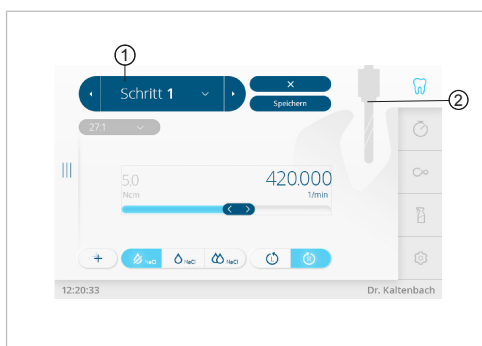 1
Schritt 1
×
Speichern
2
27:1
5,0
Ncm
420.000
1/min
NaCl NaCl NaCl
12:20:33
Dr. Kaltenbach